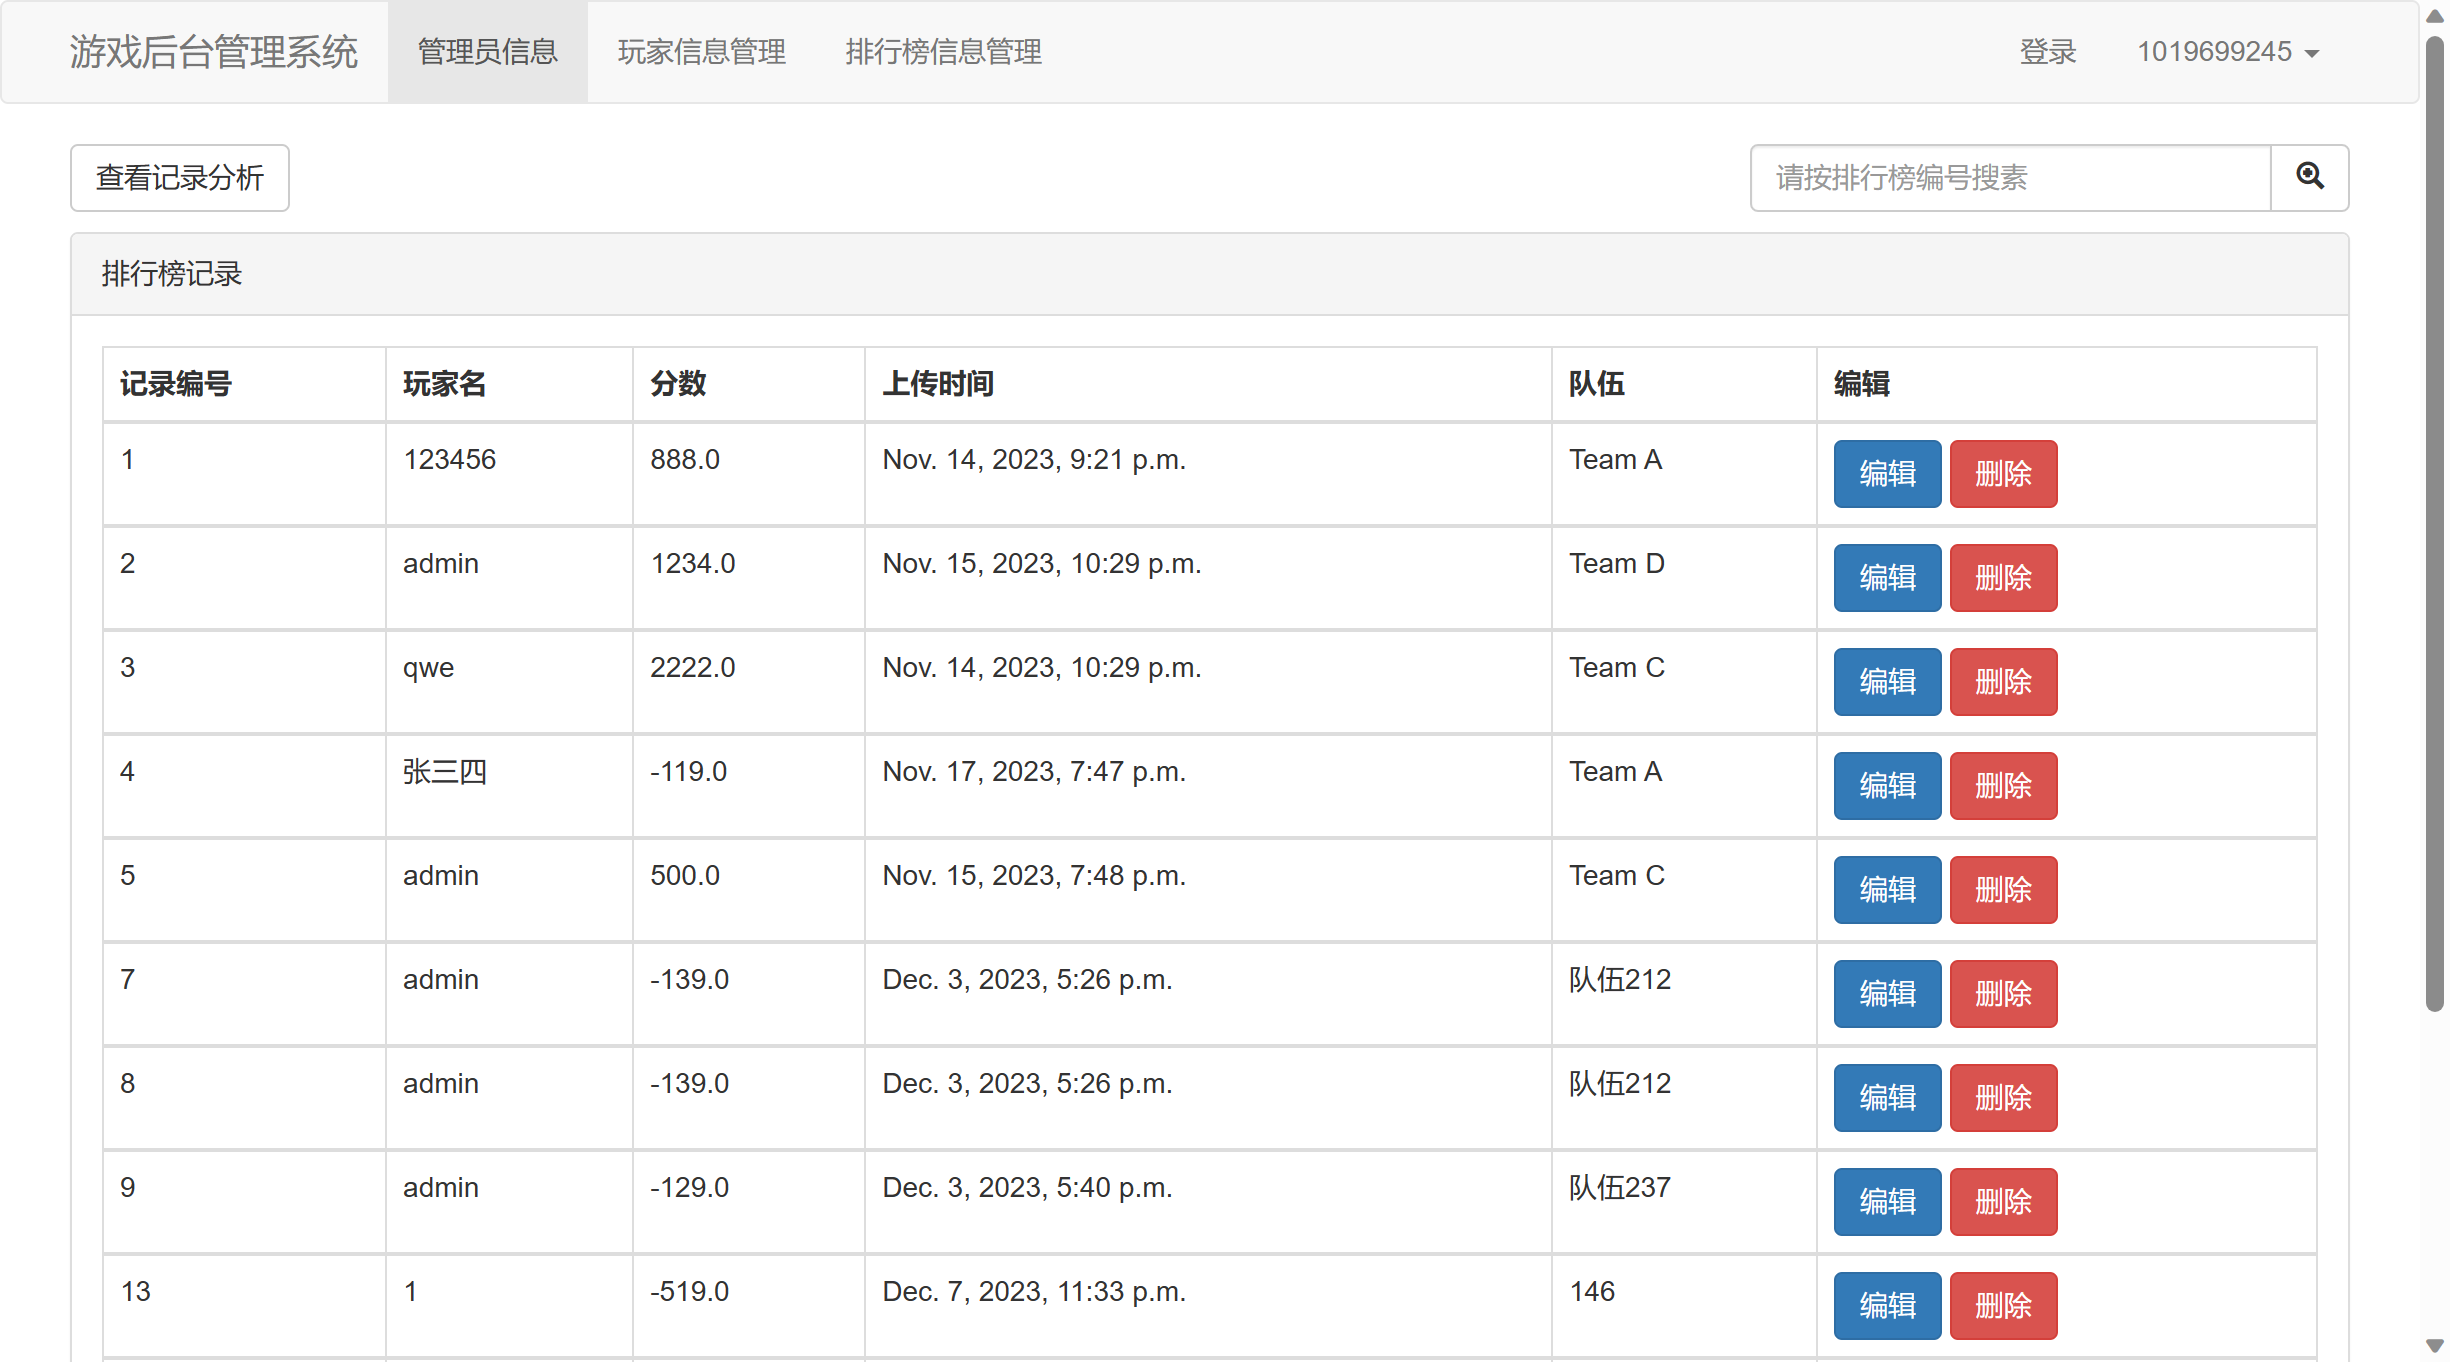 游戏后台管理系统 管理员信息 玩家信息管理 排行榜信息管理 登录 1019699245
查看记录分析 请按排行榜编号搜素
排行榜记录
记录编号 玩家名 分数 上传时间 队伍 编辑
1 123456 888.0 Nov. 14, 2023, 9:21 p.m. Team A 编辑 删除
2 admin 1234.0 Nov. 15, 2023, 10:29 p.m. Team D 编辑 删除
3 qwe 2222.0 Nov. 14, 2023, 10:29 p.m. Team C 编辑 删除
4 张三四 -119.0 Nov. 17, 2023, 7:47 p.m. Team A 编辑 删除
5 admin 500.0 Nov. 15, 2023, 7:48 p.m. Team C 编辑 删除
7 admin -139.0 Dec. 3, 2023, 5:26 p.m. 队伍212 编辑 删除
8 admin -139.0 Dec. 3, 2023, 5:26 p.m. 队伍212 编辑 删除
9 admin -129.0 Dec. 3, 2023, 5:40 p.m. 队伍237 编辑 删除
13 1 -519.0 Dec. 7, 2023, 11:33 p.m. 146 编辑 删除